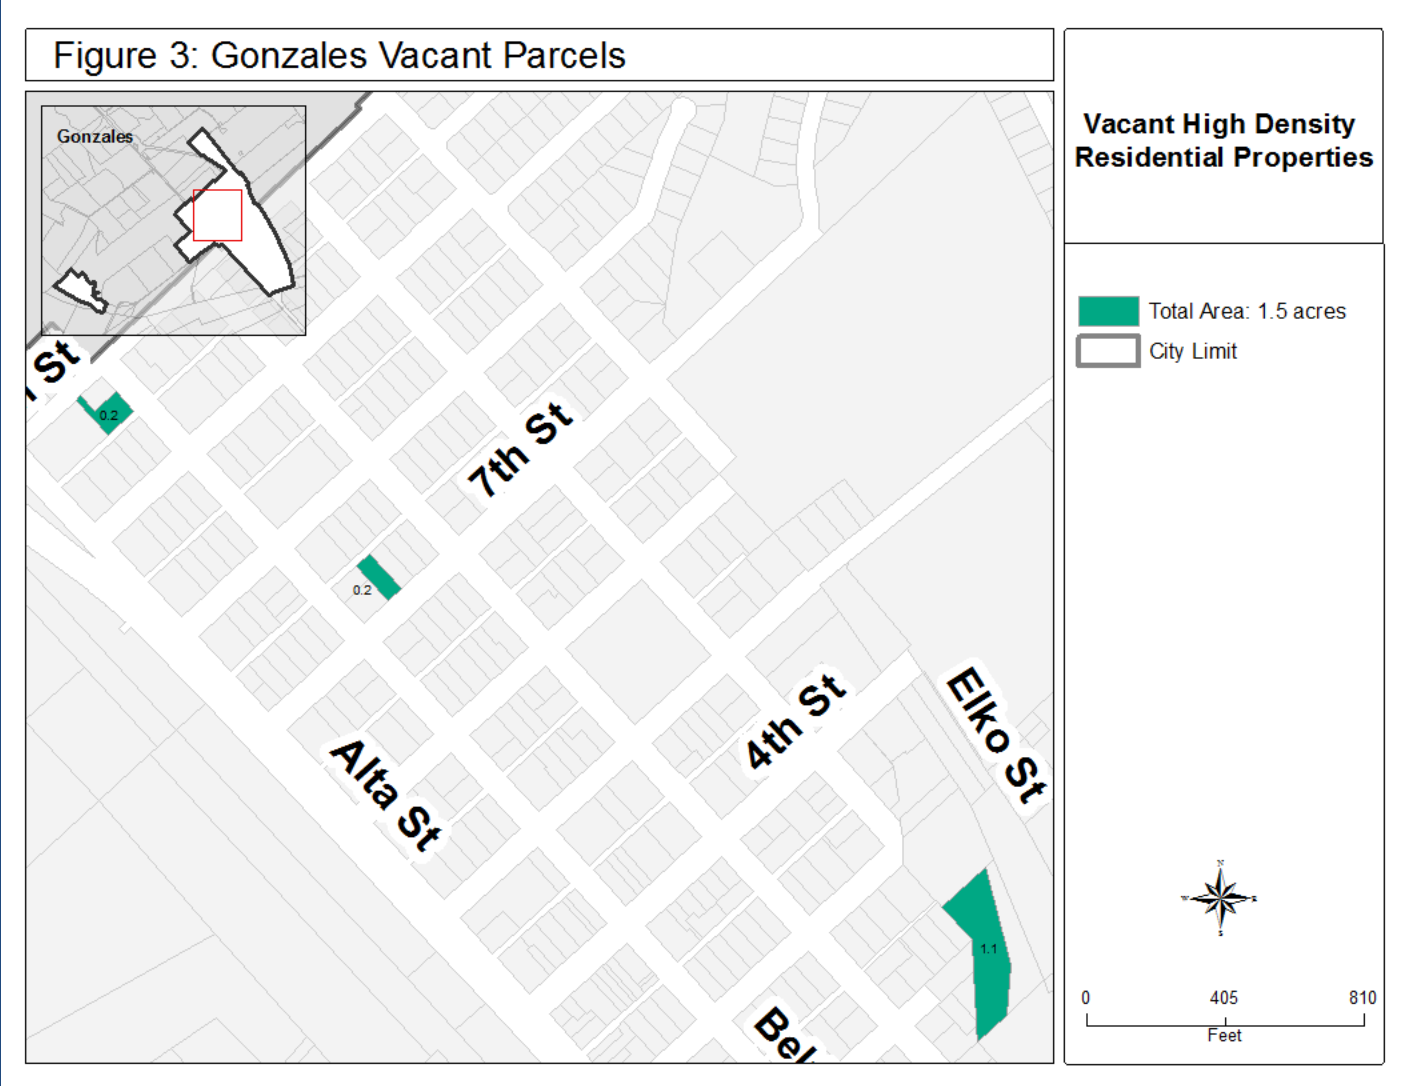 Figure 3: Gonzales Vacant Parcels
Vacant High Density
Residential Properties
Gonzales
Total Area: 1.5 acres
City Limit
St
0.2
7th St
0.2
4th St
Elko St
Alta St
1.1
N
W
E
S
0
405
810
Feet